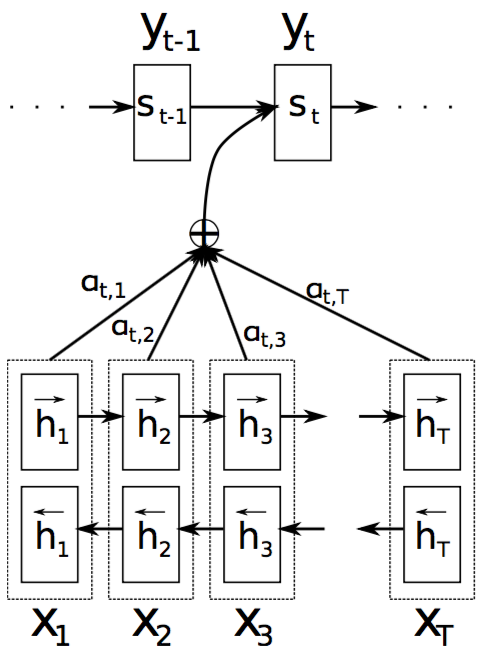 y_{t-1} y_t
. . . s_{t-1} s_t . . .
+
a_{t,1} a_{t,2} a_{t,3} a_{t,T}
\overrightarrow{h}_1 \overrightarrow{h}_2 \overrightarrow{h}_3 \overrightarrow{h}_T
\overleftarrow{h}_1 \overleftarrow{h}_2 \overleftarrow{h}_3 \overleftarrow{h}_T
x_1 x_2 x_3 x_T